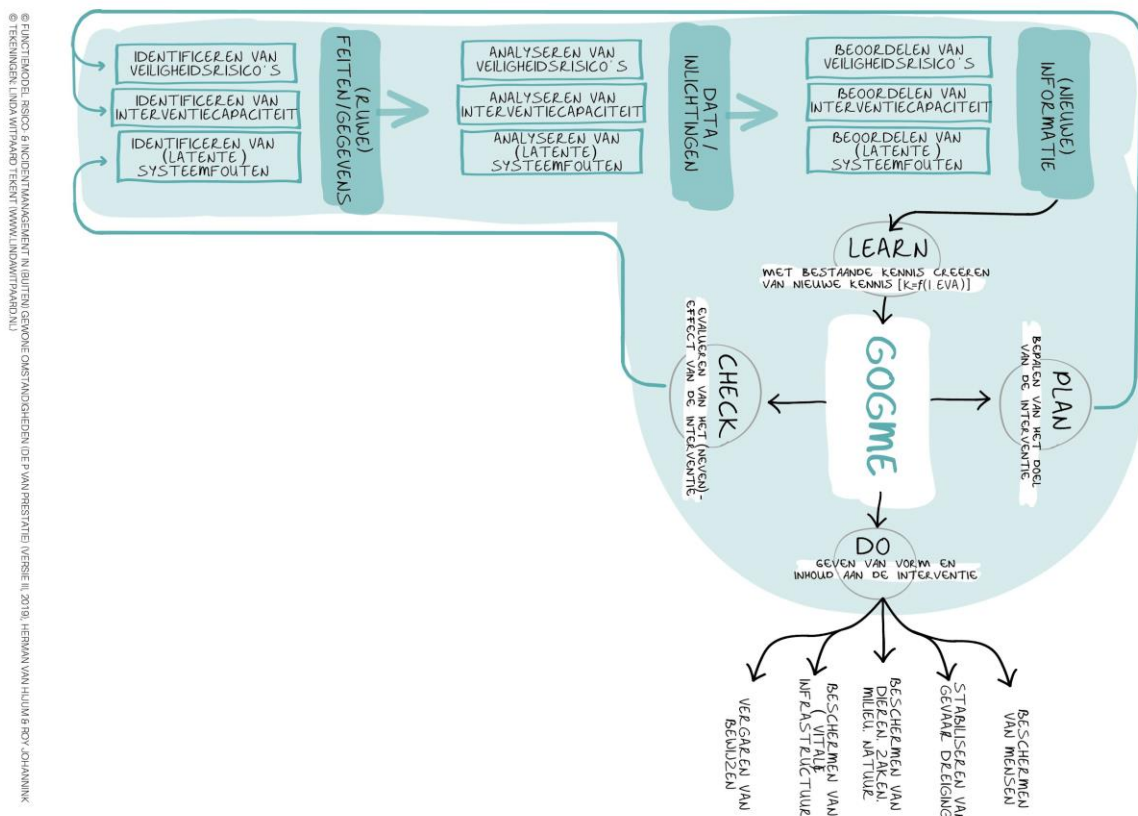 IDENTIFICEREN VAN
VEILIGHEIDSRISICO'S
IDENTIFICEREN VAN
INTERVENTIECAPACITEIT
IDENTIFICEREN VAN
(LATENTE)
SYSTEEMFOUTEN
(RUWE)
FEITEN/GEGEVENS
ANALYSEREN VAN
VEILIGHEIDSRISICO'S
ANALYSEREN VAN
INTERVENTIECAPACITEIT
ANALYSEREN VAN
(LATENTE)
SYSTEEMFOUTEN
DATA/
INLICHTINGEN
BEOORDELEN VAN
VEILIGHEIDSRISICO'S
BEOORDELEN VAN
INTERVENTIECAPACITEIT
BEOORDELEN VAN
(LATENTE)
SYSTEEMFOUTEN
(NIEUWE)
INFORMATIE
LEARN
MET BESTAANDE KENNIS CREËREN
VAN NIEUWE KENNIS [K=f(I EVA)]
GOGME
CHECK
EVALUEREN VAN HET (NEVEN)-
EFFECT VAN DE INTERVENTIE
PLAN
BEPALEN VAN HET DOEL
VAN DE INTERVENTIE
DO
GEVEN VAN VORM EN
INHOUD AAN DE INTERVENTIE
BESCHERMEN
VAN MENSEN
STABILISEREN VAN
GEVAAR DREIGING
BESCHERMEN VAN
DIEREN, ZAKEN,
MILIEU, NATUUR
BESCHERMEN VAN
(VITALE
INFRASTRUCTUUR
VERGAREN VAN
BEWIJZEN
© FUNCTIEMODEL RISICO- & INCIDENTMANAGEMENT IN (BUITEN)GEWONE OMSTANDIGHEDEN (DE P VAN PRESTATIE) (VERSIE III, 2019), HERMAN VAN HIJUM & ROY JOHANNINK
© TEKENINGEN: LINDA WITPAARD TEKENT (WWW.LINDAWITPAARD.NL)